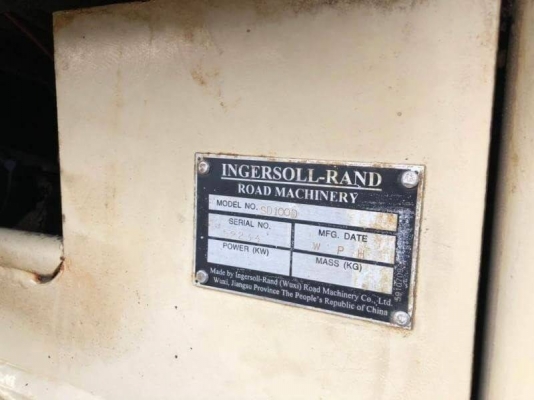 INGERSOLL-RAND
ROAD MACHINERY
MODEL NO. SD100D
SERIAL NO.
MFG. DATE
W P H
POWER (KW)
MASS (KG)
Made by Ingersoll-Rand (Wuxi) Road Machinery Co., Ltd.
Wuxi, Jiangsu Province The People's Republic of China